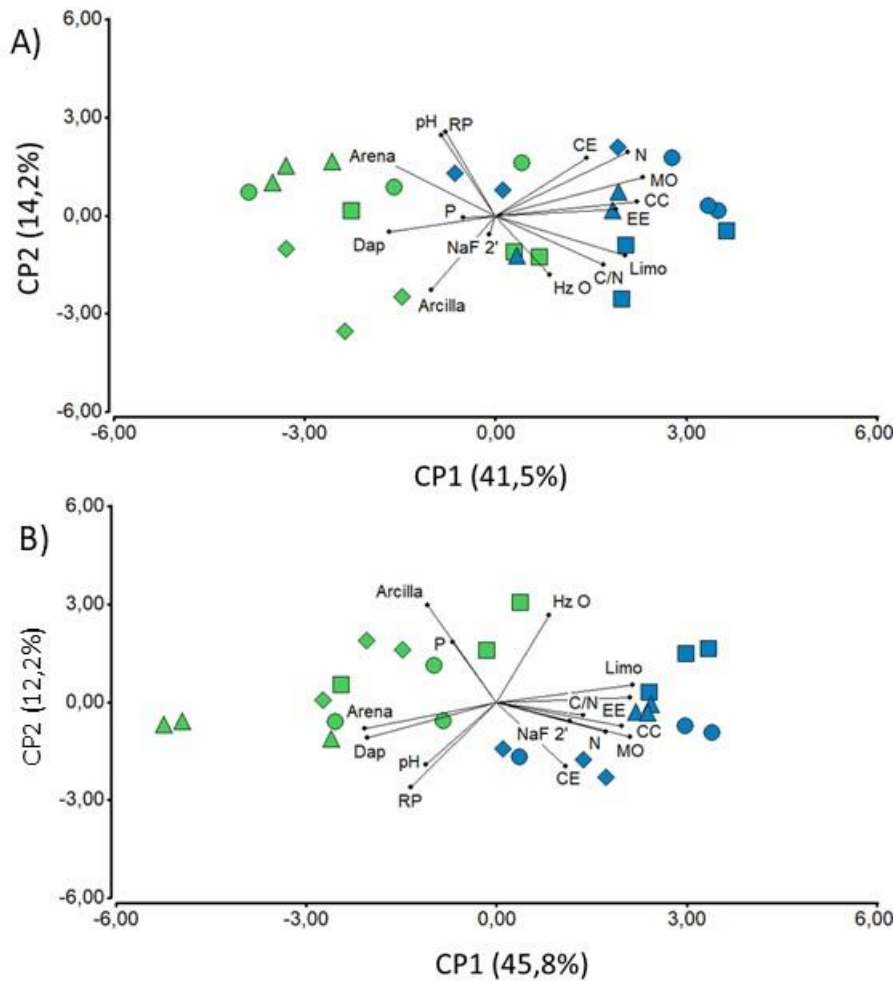 A)
6,00
3,00
0,00
-3,00
-6,00
CP2 (14,2%)
pH
RP
Arena
CE
N
MO
CC
EE
P
Dap
NaF 2'
Limo
C/N
Hz O
Arcilla
-6,00
-3,00
0,00
3,00
6,00
CP1 (41,5%)
B)
6,00
3,00
0,00
-3,00
-6,00
CP2 (12,2%)
Arcilla
Hz O
P
Limo
C/N
EE
Arena
NaF 2'
CC
Dap
N
MO
pH
CE
RP
-6,00
-3,00
0,00
3,00
6,00
CP1 (45,8%)